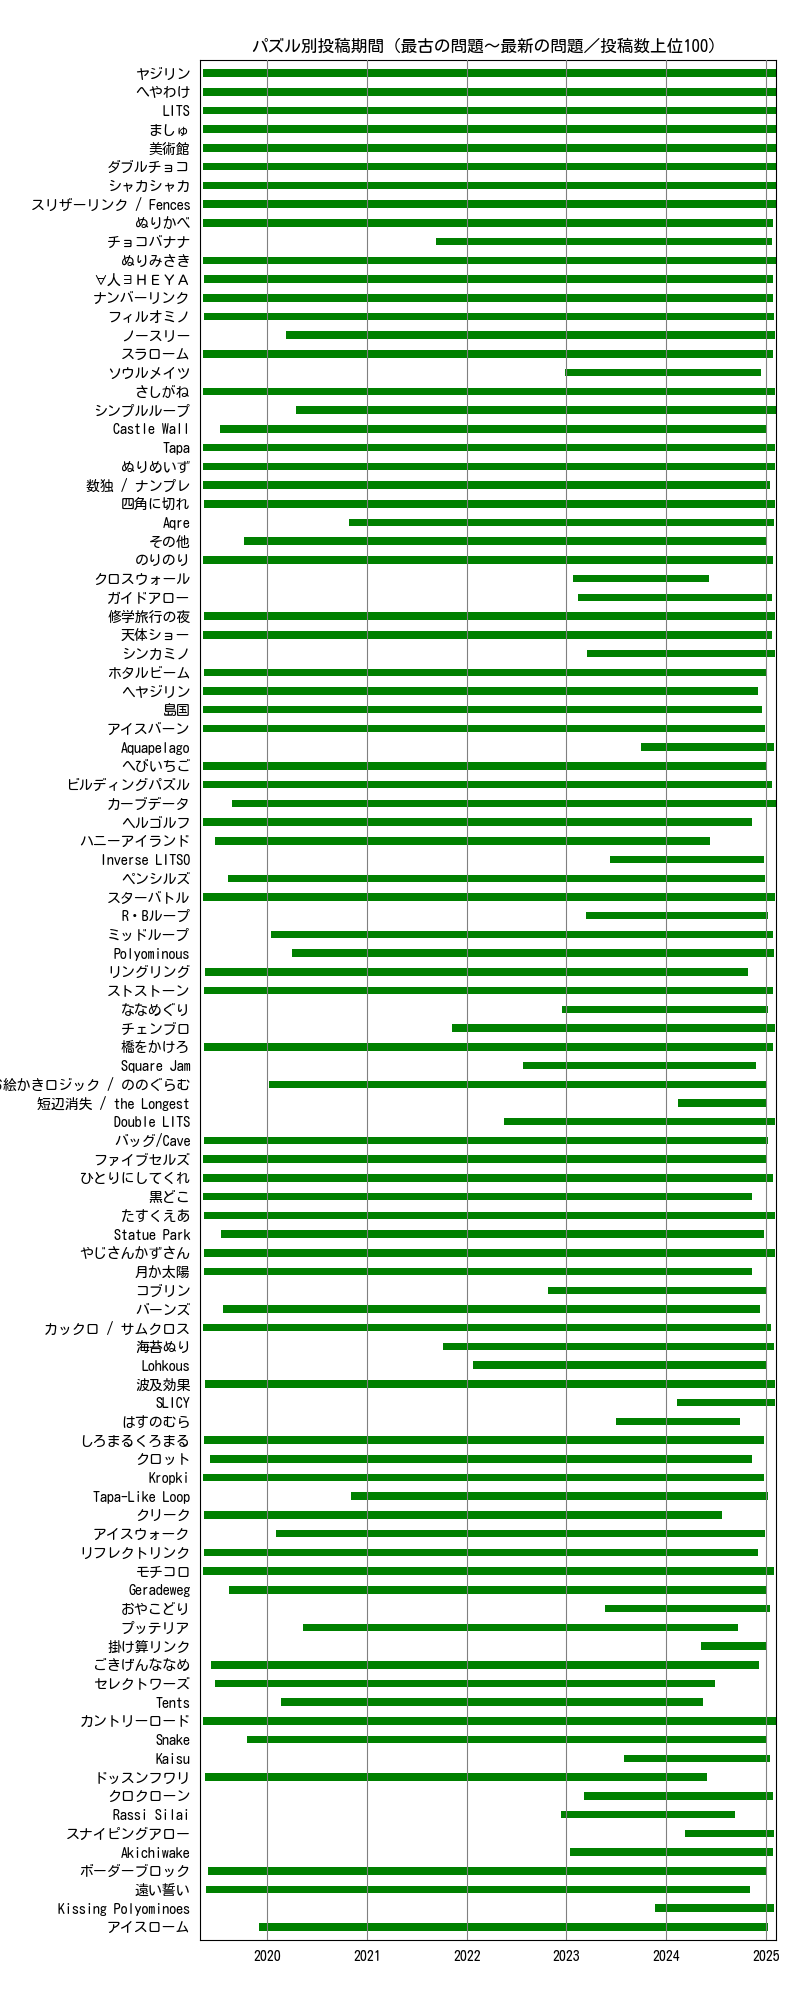 パズル別投稿期間（最古の問題～最新の問題／投稿数上位100）
ヤジリン
へやわけ
LITS
ましゅ
美術館
ダブルチョコ
シャカシャカ
スリザーリンク / Fences
ぬりかべ
チョコバナナ
ぬりみさき
∀人∃ＨＥＹＡ
ナンバーリンク
フィルオミノ
ノースリー
スラローム
ソウルメイツ
さしがね
シンプルループ
Castle Wall
Tapa
ぬりめいず
数独 / ナンプレ
四角に切れ
Aqre
その他
のりのり
クロスウォール
ガイドアロー
修学旅行の夜
天体ショー
シンカミノ
ホタルビーム
ヘヤジリン
島国
アイスバーン
Aquapelago
へびいちご
ビルディングパズル
カーブデータ
ヘルゴルフ
ハニーアイランド
Inverse LITSO
ペンシルズ
スターバトル
R・Bループ
ミッドループ
Polyominous
リングリング
ストストーン
ななめぐり
チェンブロ
橋をかけろ
Square Jam
絵かきロジック / ののぐらむ
短辺消失 / the Longest
Double LITS
バッグ/Cave
ファイブセルズ
ひとりにしてくれ
黒どこ
たすくえあ
Statue Park
やじさんかずさん
月か太陽
コブリン
バーンズ
カックロ / サムクロス
海苔ぬり
Lohkous
波及効果
SLICY
はすのむら
しろまるくろまる
クロット
Kropki
Tapa-Like Loop
クリーク
アイスウォーク
リフレクトリンク
モチコロ
Geradeweg
おやこどり
プッテリア
掛け算リンク
ごきげんななめ
セレクトワーズ
Tents
カントリーロード
Snake
Kaisu
ドッスンフワリ
クロクローン
Rassi Silai
スナイピングアロー
Akichiwake
ボーダーブロック
遠い誓い
Kissing Polyominoes
アイスローム
2020 2021 2022 2023 2024 2025